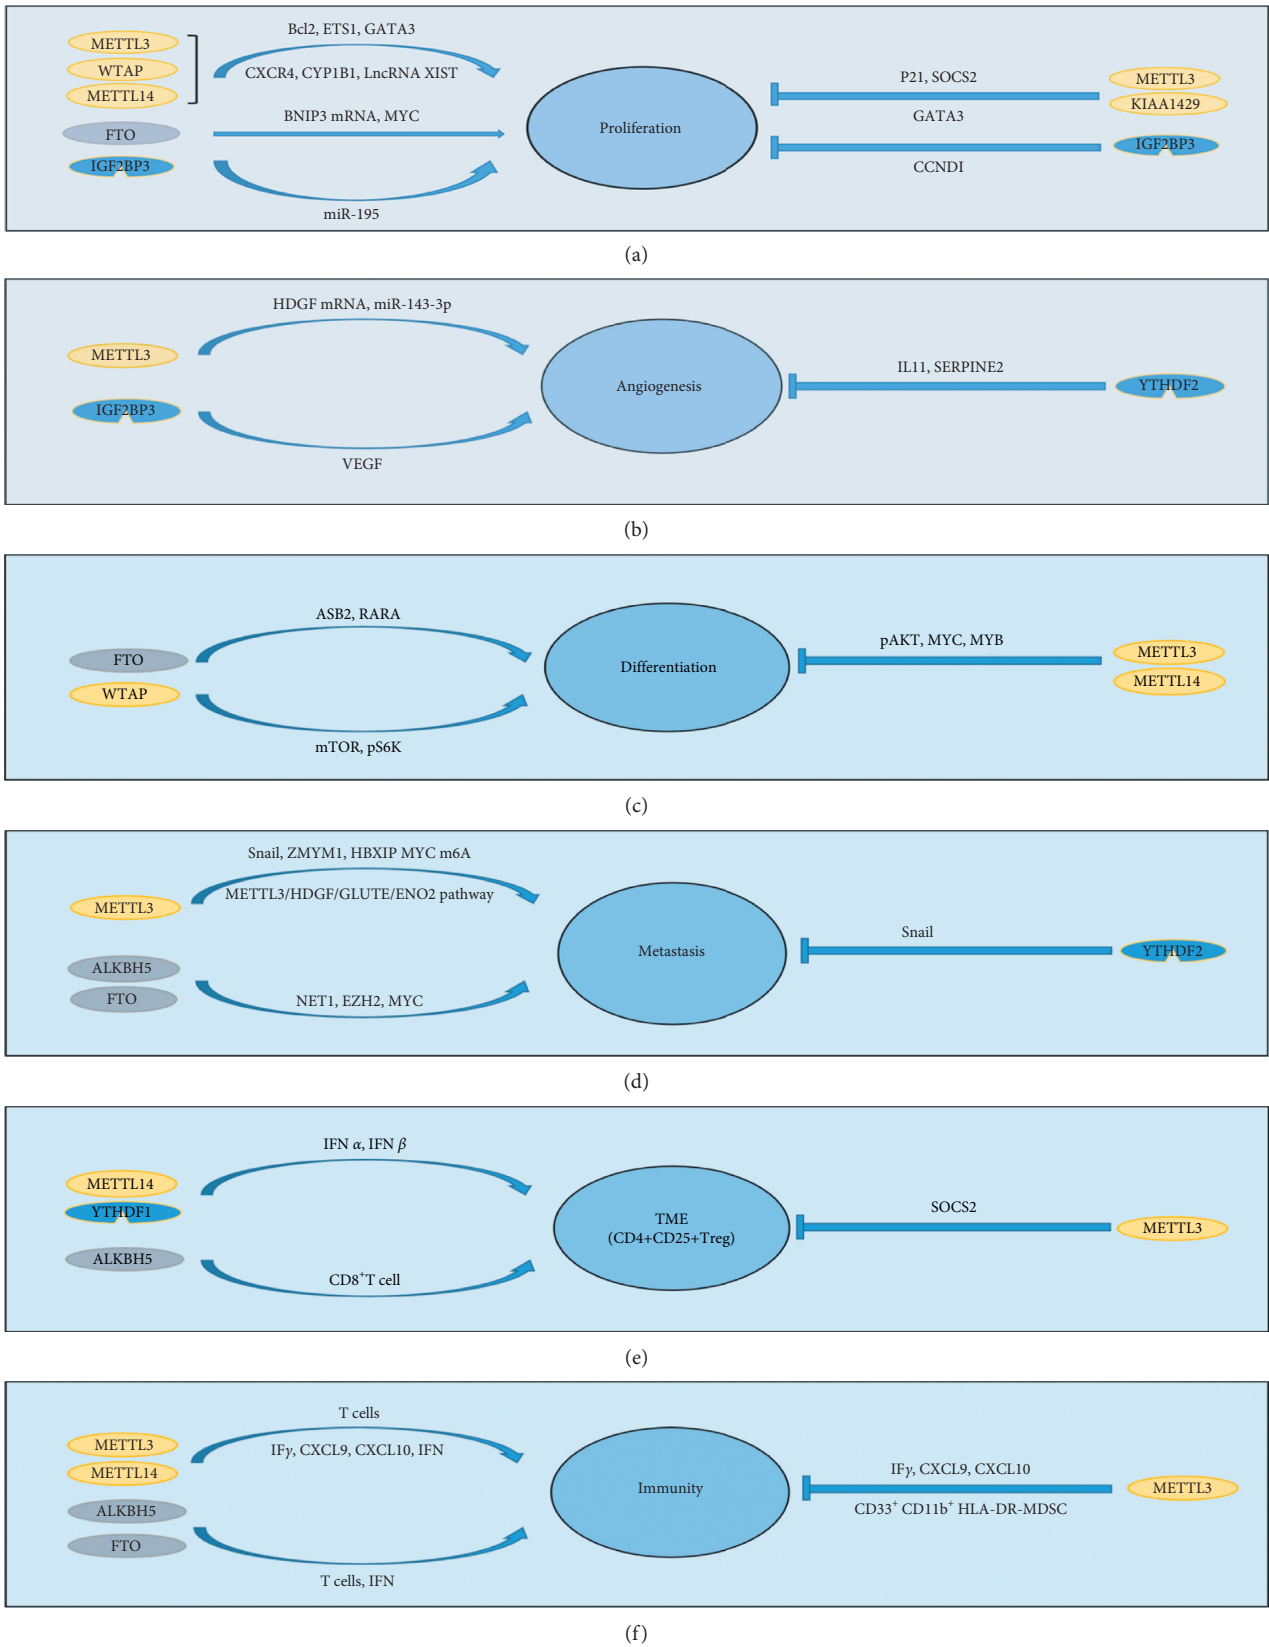 METTL3
WTAP
METTL14
FTO
IGF2BP3
Bcl2, ETS1, GATA3
CXCR4, CYP1B1, LncRNA XIST
BNIP3 mRNA, MYC
miR-195
Proliferation
P21, SOCS2
GATA3
CCNDI
METTL3
KIAA1429
IGF2BP3
(a)
METTL3
IGF2BP3
HDGF mRNA, miR-143-3p
VEGF
Angiogenesis
IL11, SERPINE2
YTHDF2
(b)
FTO
WTAP
ASB2, RARA
mTOR, pS6K
Differentiation
pAKT, MYC, MYB
METTL3
METTL14
(c)
METTL3
ALKBH5
FTO
Snail, ZMYM1, HBXIP MYC m6A
METTL3/HDGF/GLUTE/ENO2 pathway
NET1, EZH2, MYC
Metastasis
Snail
YTHDF2
(d)
METTL14
YTHDF1
ALKBH5
IFN α, IFN β
CD8⁺T cell
TME
(CD4+CD25+Treg)
SOCS2
METTL3
(e)
METTL3
METTL14
ALKBH5
FTO
T cells
IFγ, CXCL9, CXCL10, IFN
T cells, IFN
Immunity
IFγ, CXCL9, CXCL10
CD33⁺ CD11b⁺ HLA-DR-MDSC
METTL3
(f)